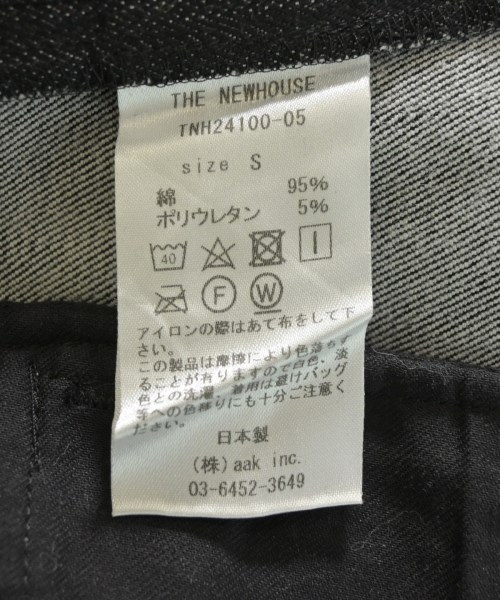 THE NEWHOUSE
TNH24100-05
size S
綿 95%
ポリウレタン 5%
40
F
W
アイロンの際はあて布をして下
さい。
この製品は摩擦により色落ちす
ることが有りますので白色、淡
色との洗濯、着用は避けバッグ
等への色移りにも十分ご注意く
ださい。
日本製
(株)aak inc.
03-6452-3649